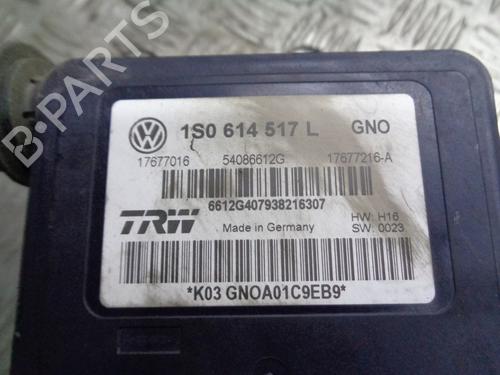 B-PARTS
1S0 614 517 L GNO
17677016 54086612G 17677216-A
6612G407938216307
TRW Made in Germany HW: H16
SW: 0023
*K03 GNOA01C9EB9*